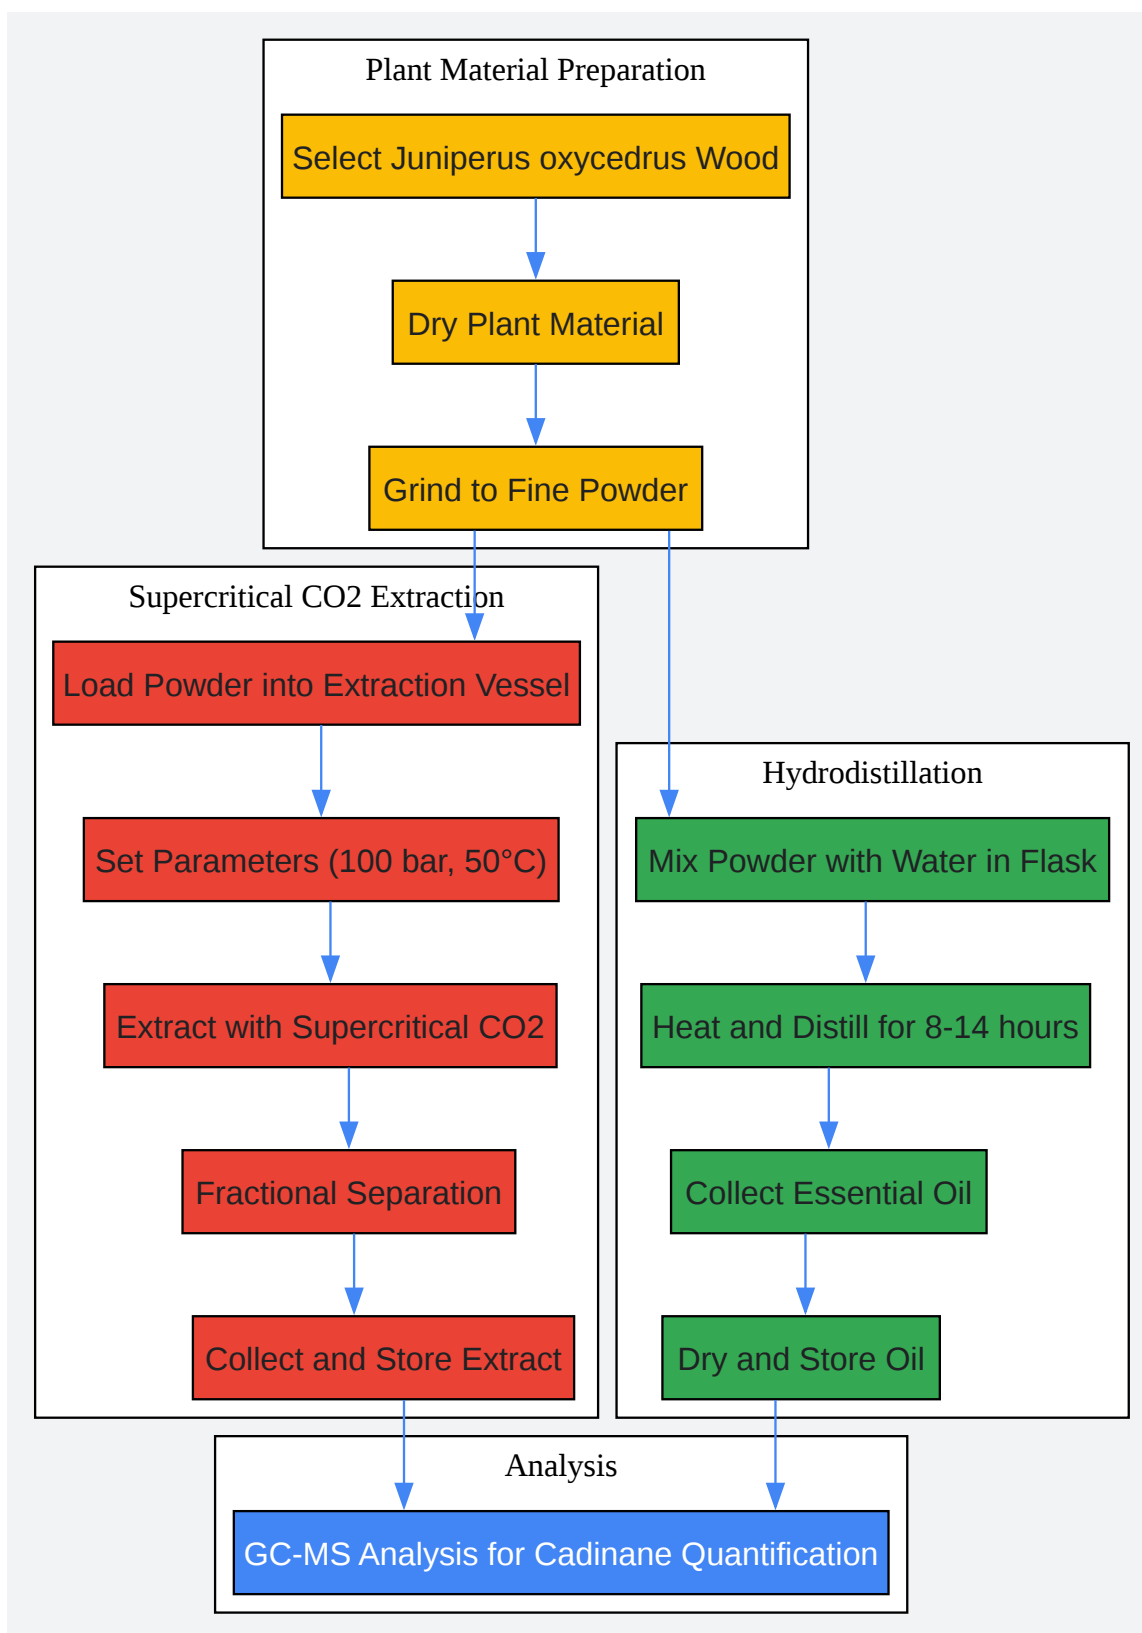 Plant Material Preparation
Select Juniperus oxycedrus Wood
Dry Plant Material
Grind to Fine Powder
Supercritical CO2 Extraction
Load Powder into Extraction Vessel
Set Parameters (100 bar, 50°C)
Extract with Supercritical CO2
Fractional Separation
Collect and Store Extract
Hydrodistillation
Mix Powder with Water in Flask
Heat and Distill for 8-14 hours
Collect Essential Oil
Dry and Store Oil
Analysis
GC-MS Analysis for Cadinane Quantification